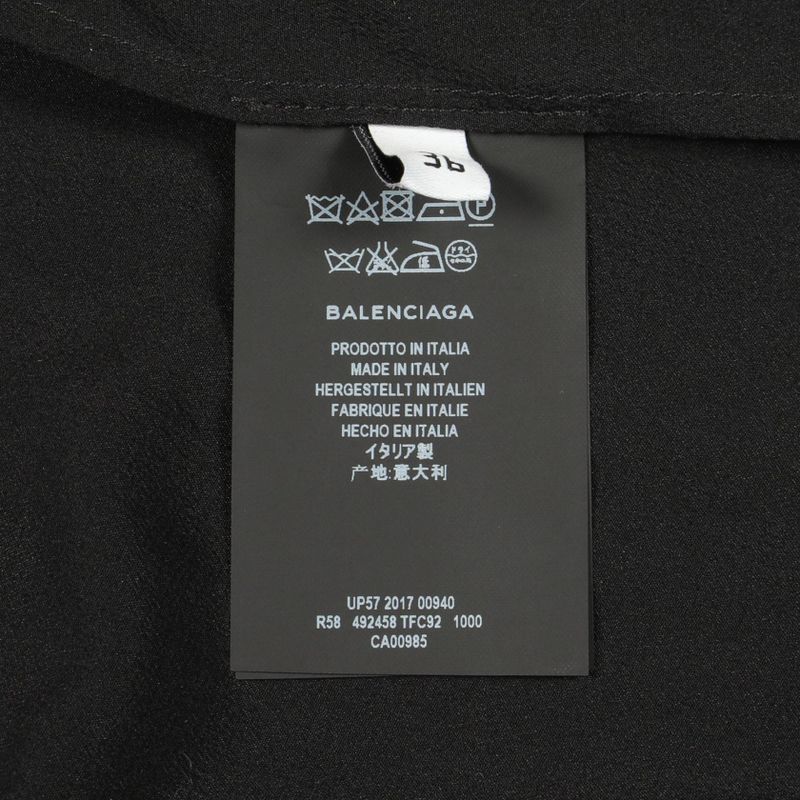 36
P
BALENCIAGA
PRODOTTO IN ITALIA
MADE IN ITALY
HERGESTELLT IN ITALIEN
FABRIQUE EN ITALIE
HECHO EN ITALIA
イタリア製
产地:意大利
UP57 2017 00940
R58 492458 TFC92 1000
CA00985